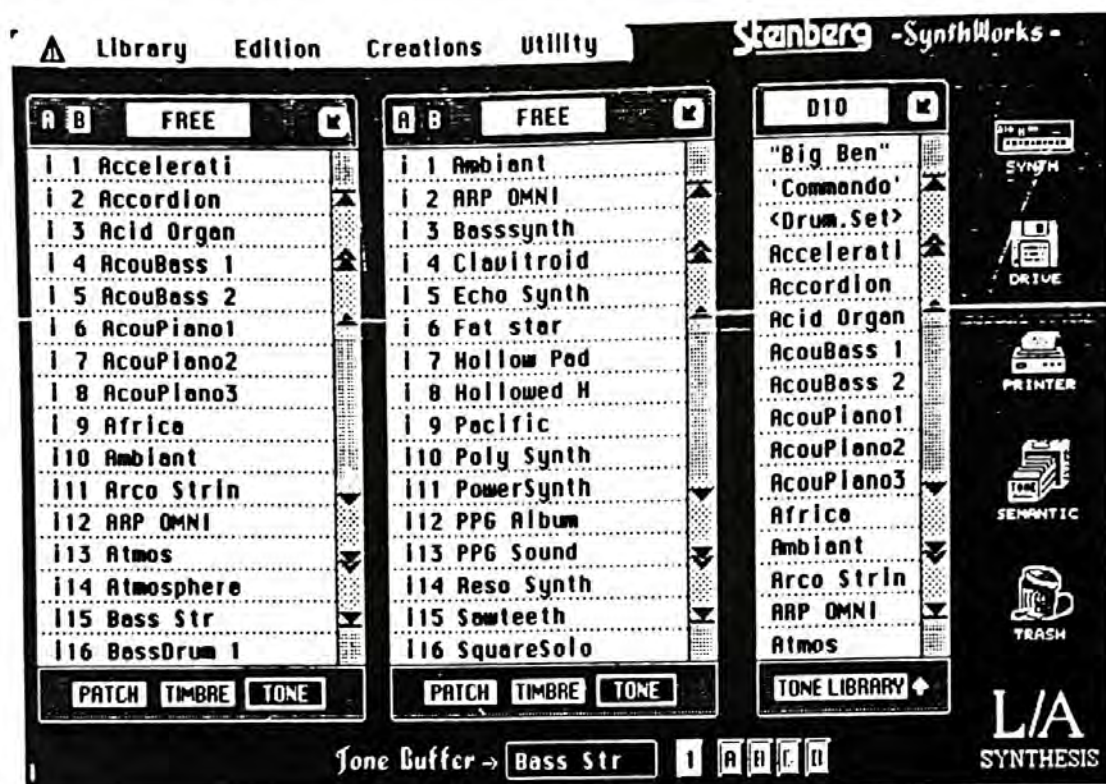 Library Edition Creations Utility
Steinberg -SynthWorks-
A B FREE
i 1 Accelerati
i 2 Accordion
i 3 Acid Organ
i 4 AcouBass 1
i 5 AcouBass 2
i 6 AcouPiano1
i 7 AcouPiano2
i 8 AcouPiano3
i 9 Africa
i10 Ambiant
i11 Arco Strin
i12 ARP OMNI
i13 Atmos
i14 Atmosphere
i15 Bass Str
i16 BassDrum 1
PATCH TIMBRE TONE
A B FREE
i 1 Ambiant
i 2 ARP OMNI
i 3 Basssynth
i 4 Clavitroid
i 5 Echo Synth
i 6 Fat star
i 7 Hollow Pad
i 8 Hollowed H
i 9 Pacific
i10 Poly Synth
i11 PowerSynth
i12 PPG Album
i13 PPG Sound
i14 Reso Synth
i15 Sawteeth
i16 SquareSolo
PATCH TIMBRE TONE
D10
"Big Ben"
'Commando'
<Drum.Set>
Accelerati
Accordion
Acid Organ
AcouBass 1
AcouBass 2
AcouPiano1
AcouPiano2
AcouPiano3
Africa
Ambiant
Arco Strin
ARP OMNI
Atmos
TONE LIBRARY
SYNTH
DRIVE
PRINTER
TONE
SEMANTIC
TRASH
L/A
SYNTHESIS
Tone Buffer → Bass Str 1 A B C D